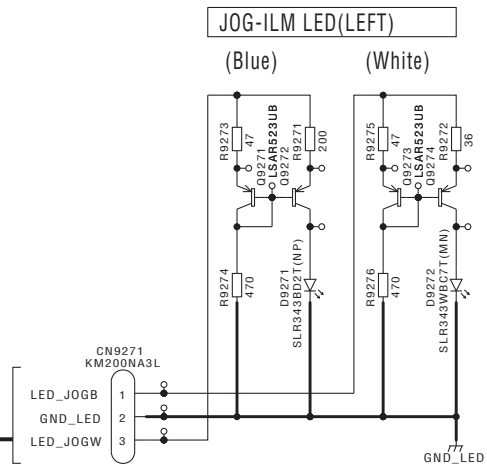 JOG-ILM LED(LEFT)
(Blue)
(White)
R9273
47
Q9271
LSAR523UB
Q9272
R9271
200
R9275
47
Q9273
LSAR523UB
Q9274
R9272
36
R9274
470
D9271
SLR343BD2T(NP)
R9276
470
D9272
SLR343WBC7T(MN)
CN9271
KM200NA3L
LED_JOGB
1
GND_LED
2
LED_JOGW
3
GND_LED